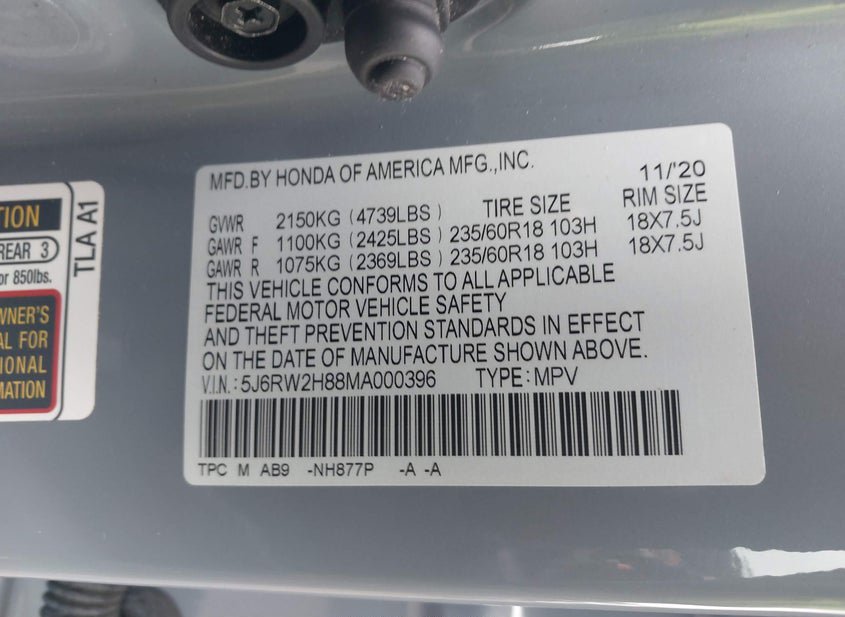 TION
REAR 3
or 850lbs.
WNER'S
AL FOR
IONAL
MATION
TLA A1
MFD.BY HONDA OF AMERICA MFG.,INC. 11/'20
TIRE SIZE RIM SIZE
GVWR 2150KG (4739LBS)
GAWR F 1100KG (2425LBS) 235/60R18 103H 18X7.5J
GAWR R 1075KG (2369LBS) 235/60R18 103H 18X7.5J
THIS VEHICLE CONFORMS TO ALL APPLICABLE
FEDERAL MOTOR VEHICLE SAFETY
AND THEFT PREVENTION STANDARDS IN EFFECT
ON THE DATE OF MANUFACTURE SHOWN ABOVE.
V.I.N.: 5J6RW2H88MA000396 TYPE: MPV
TPC M AB9 -NH877P -A -A